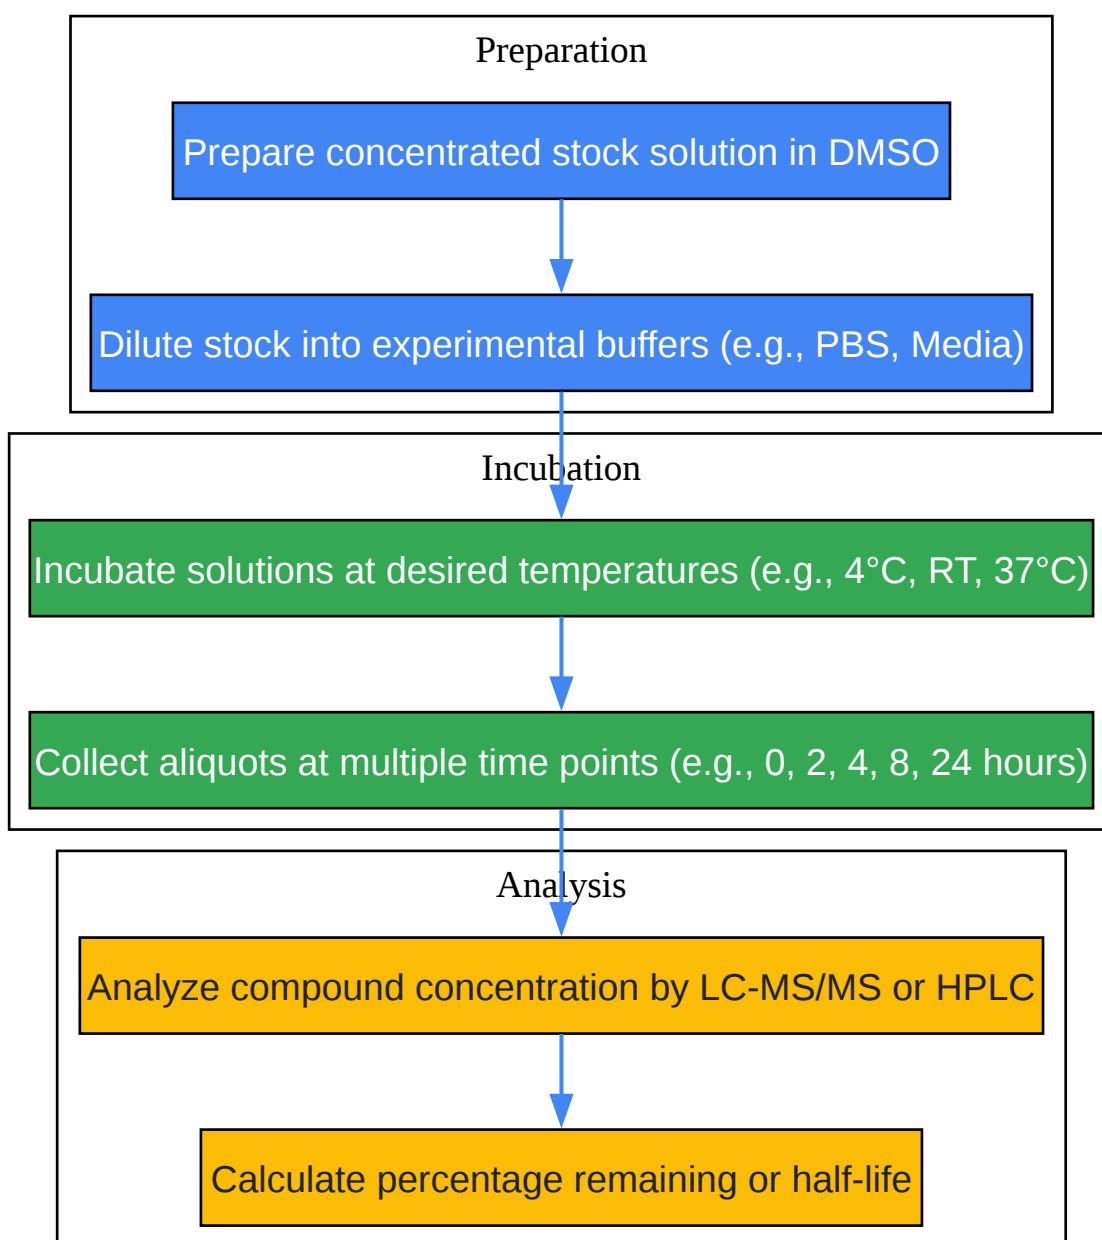 Preparation
Prepare concentrated stock solution in DMSO
Dilute stock into experimental buffers (e.g., PBS, Media)
Incubation
Incubate solutions at desired temperatures (e.g., 4°C, RT, 37°C)
Collect aliquots at multiple time points (e.g., 0, 2, 4, 8, 24 hours)
Analysis
Analyze compound concentration by LC-MS/MS or HPLC
Calculate percentage remaining or half-life